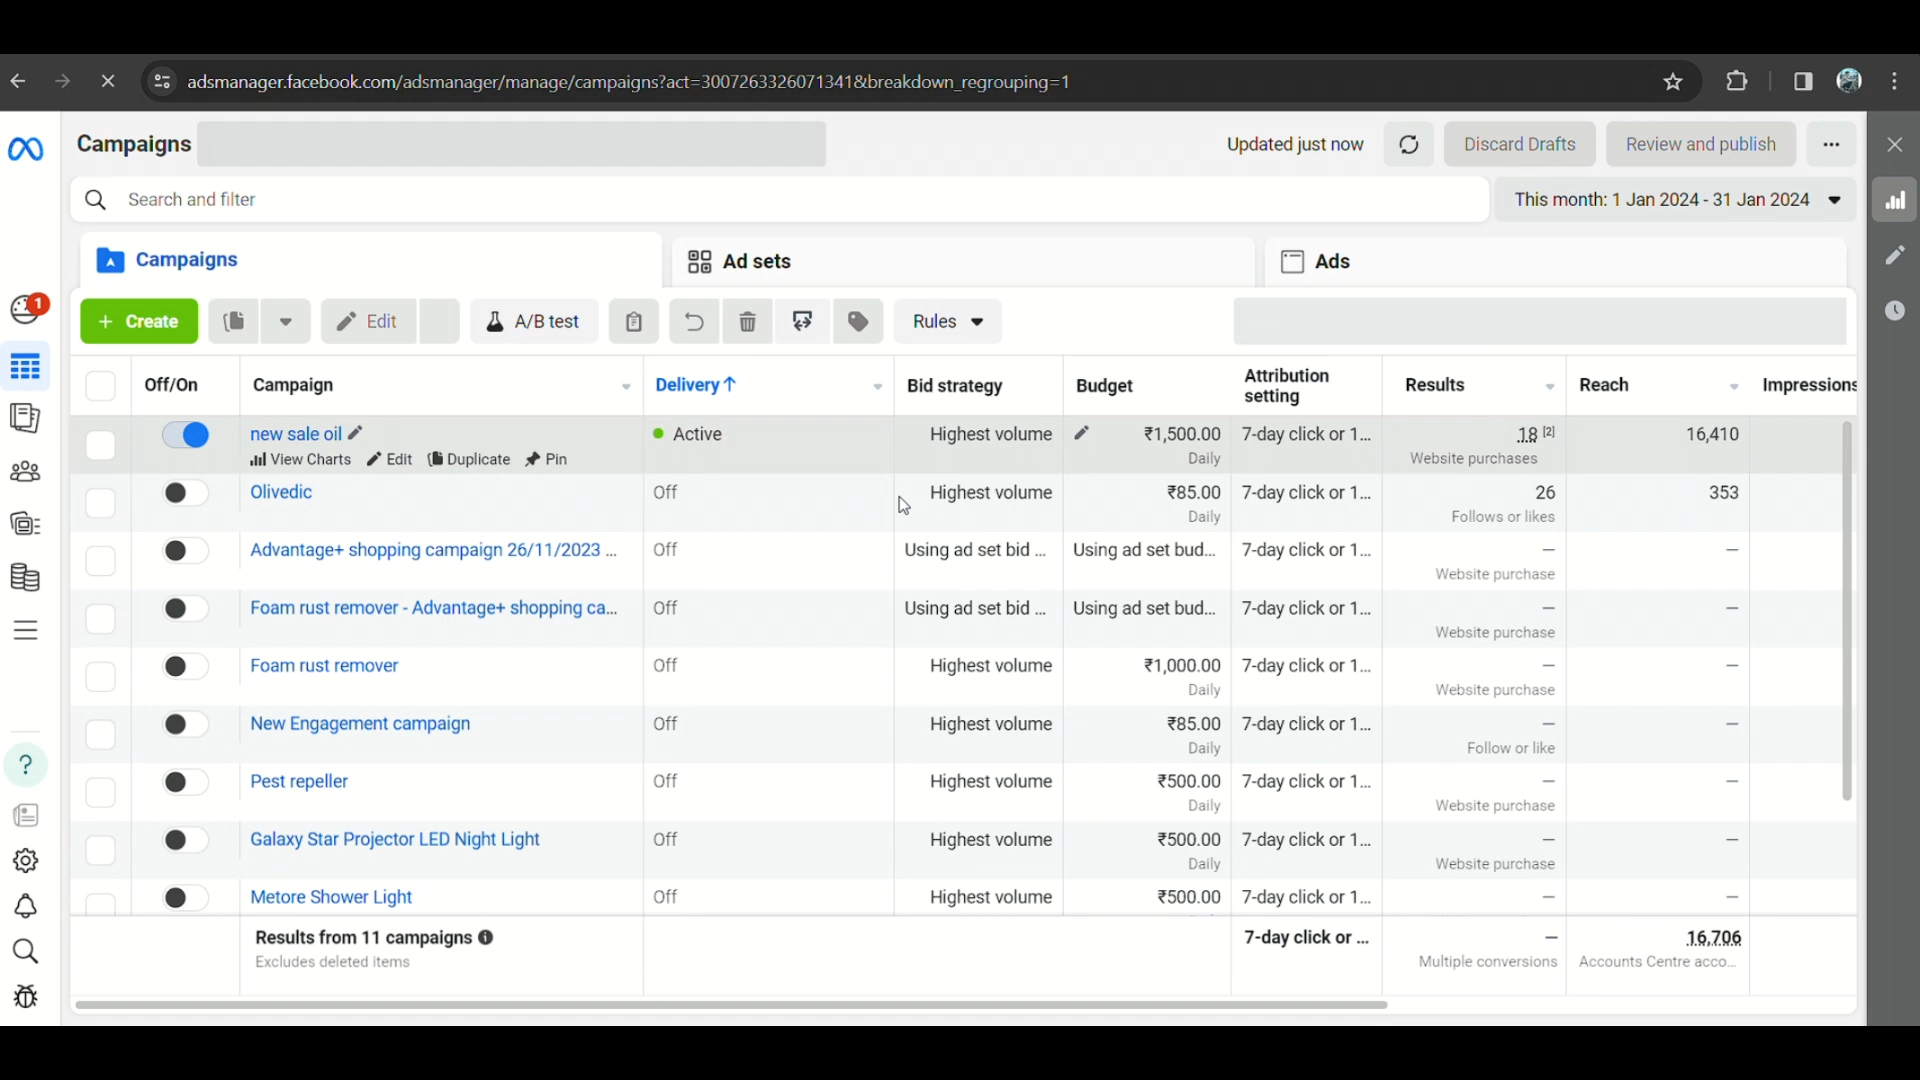 adsmanager.facebook.com/adsmanager/manage/campaigns?act=3007263326071341&breakdown_regrouping=1
Campaigns
Updated just now
Discard Drafts
Review and publish
Search and filter
This month: 1 Jan 2024 - 31 Jan 2024
Campaigns
Ad sets
Ads
+ Create
Edit
A/B test
Rules
1
Off/On
Campaign
Delivery ↑
Bid strategy
Budget
Attribution
setting
Results
Reach
Impressions
new sale oil
Active
Highest volume
₹1,500.00
7-day click or 1...
18 [2]
16,410
View Charts
Edit
Duplicate
Pin
Daily
Website purchases
Olivedic
Off
Highest volume
₹85.00
7-day click or 1...
26
353
Daily
Follows or likes
Advantage+ shopping campaign 26/11/2023 ...
Off
Using ad set bid ...
Using ad set bud...
7-day click or 1...
—
—
Website purchase
Foam rust remover - Advantage+ shopping ca...
Off
Using ad set bid ...
Using ad set bud...
7-day click or 1...
—
—
Website purchase
Foam rust remover
Off
Highest volume
₹1,000.00
7-day click or 1...
—
—
Daily
Website purchase
New Engagement campaign
Off
Highest volume
₹85.00
7-day click or 1...
—
—
Daily
Follow or like
Pest repeller
Off
Highest volume
₹500.00
7-day click or 1...
—
—
Daily
Website purchase
Galaxy Star Projector LED Night Light
Off
Highest volume
₹500.00
7-day click or 1...
—
—
Daily
Website purchase
Metore Shower Light
Off
Highest volume
₹500.00
7-day click or 1...
—
—
?
Results from 11 campaigns
7-day click or ...
—
16,706
Excludes deleted items
Multiple conversions
Accounts Centre acco...